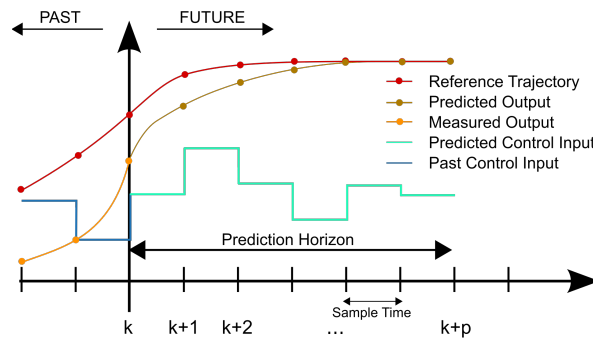 PAST FUTURE
Reference Trajectory
Predicted Output
Measured Output
Predicted Control Input
Past Control Input
Prediction Horizon
Sample Time
k k+1 k+2 ... k+p